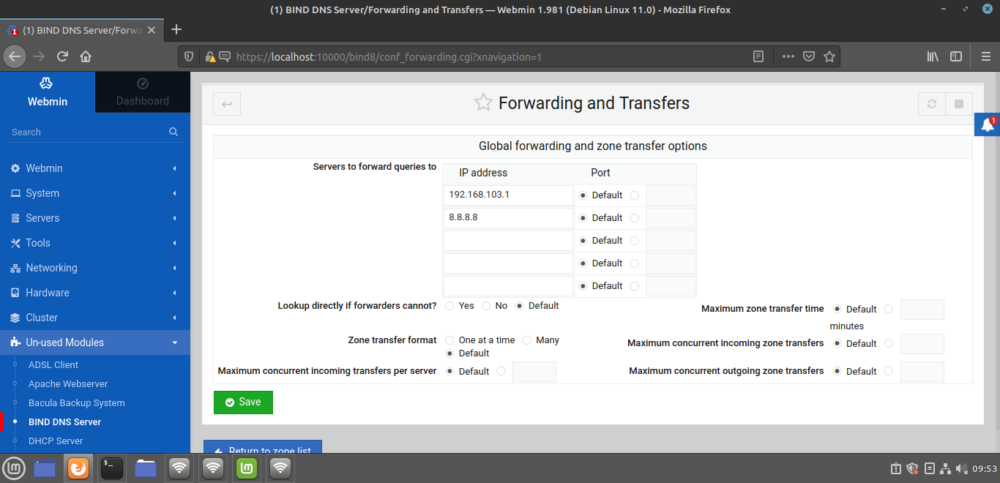 (1) BIND DNS Server/Forwarding and Transfers — Webmin 1.981 (Debian Linux 11.0) - Mozilla Firefox
1 (1) BIND DNS Server/Forwa
https://localhost:10000/bind8/conf_forwarding.cgi?xnavigation=1
Webmin
Dashboard
Search
Webmin
System
Servers
Tools
Networking
Hardware
Cluster
Un-used Modules
ADSL Client
Apache Webserver
Bacula Backup System
BIND DNS Server
DHCP Server
Forwarding and Transfers
1
Global forwarding and zone transfer options
Servers to forward queries to
IP address Port
192.168.103.1 Default
8.8.8.8 Default
Default
Default
Default
Lookup directly if forwarders cannot? Yes No Default
Maximum zone transfer time Default
minutes
Zone transfer format One at a time Many
Default
Maximum concurrent incoming zone transfers Default
Maximum concurrent incoming transfers per server Default
Maximum concurrent outgoing zone transfers Default
Save
Return to zone list
$_
09:53